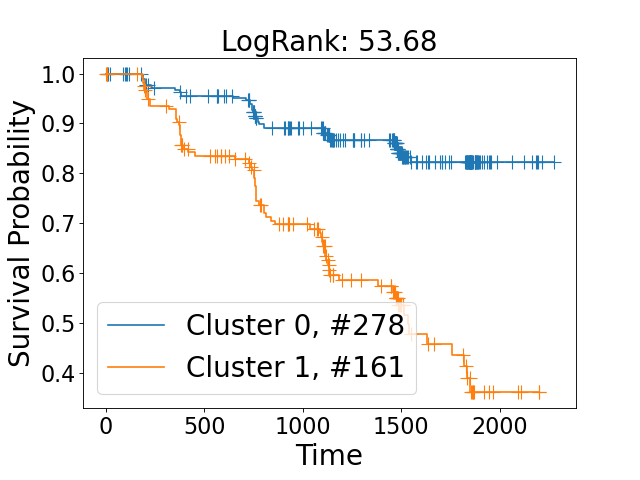 LogRank: 53.68
Survival Probability
1.0
0.9
0.8
0.7
0.6
0.5
0.4
Cluster 0, #278
Cluster 1, #161
0 500 1000 1500 2000
Time